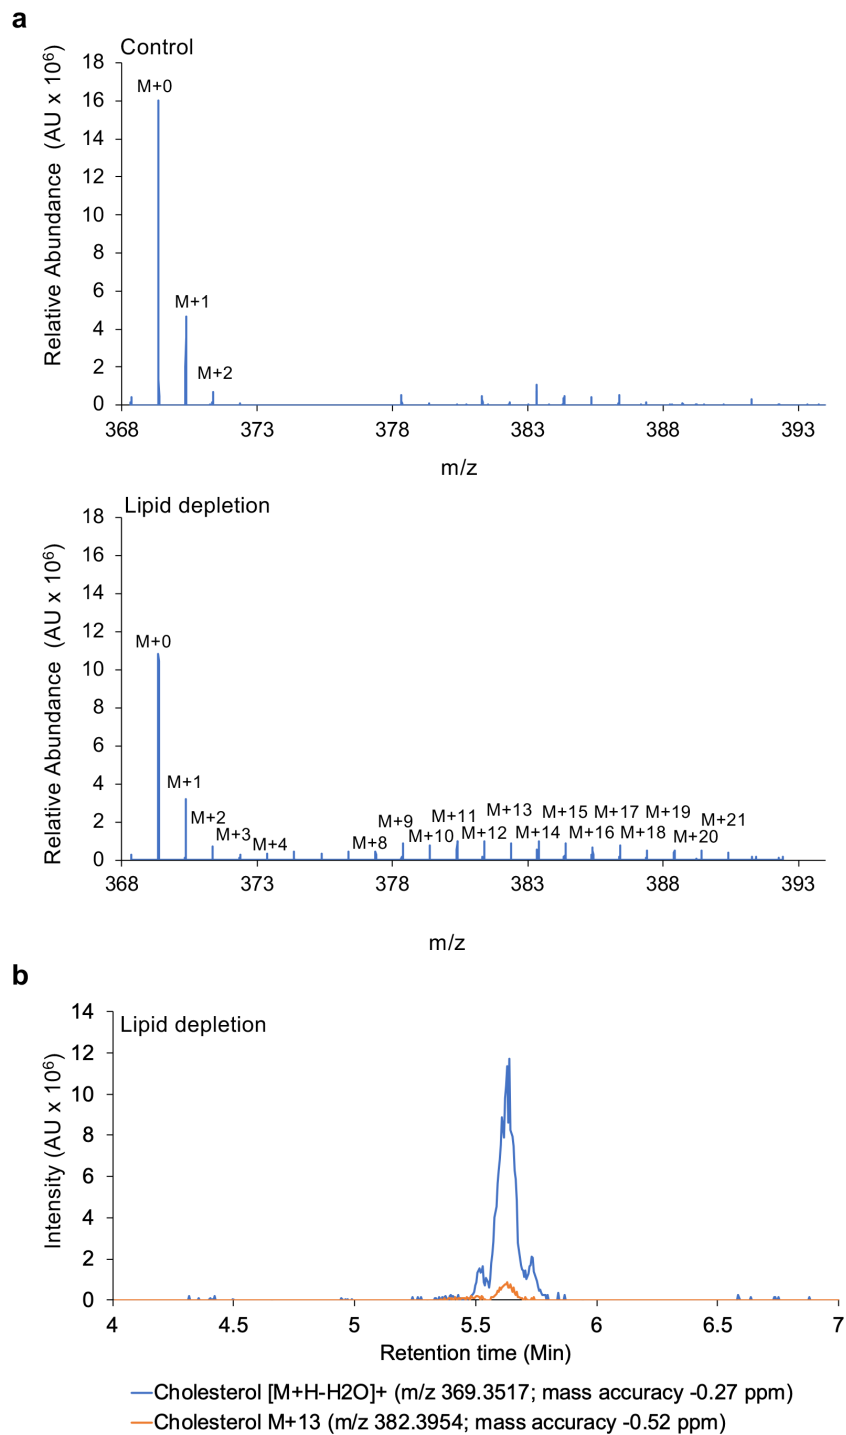 a
Control
Relative Abundance (AU x 10⁶)
18
16
14
12
10
8
6
4
2
0
M+0
M+1
M+2
368 373 378 383 388 393
m/z
Lipid depletion
Relative Abundance (AU x 10⁶)
18
16
14
12
10
8
6
4
2
0
M+0
M+1
M+2
M+3
M+4
M+8
M+9
M+10
M+11
M+12
M+13
M+14
M+15
M+16
M+17
M+18
M+19
M+20
M+21
368 373 378 383 388 393
m/z
b
Lipid depletion
Intensity (AU x 10⁶)
14
12
10
8
6
4
2
0
4 4.5 5 5.5 6 6.5 7
Retention time (Min)
Cholesterol [M+H-H2O]+ (m/z 369.3517; mass accuracy -0.27 ppm)
Cholesterol M+13 (m/z 382.3954; mass accuracy -0.52 ppm)